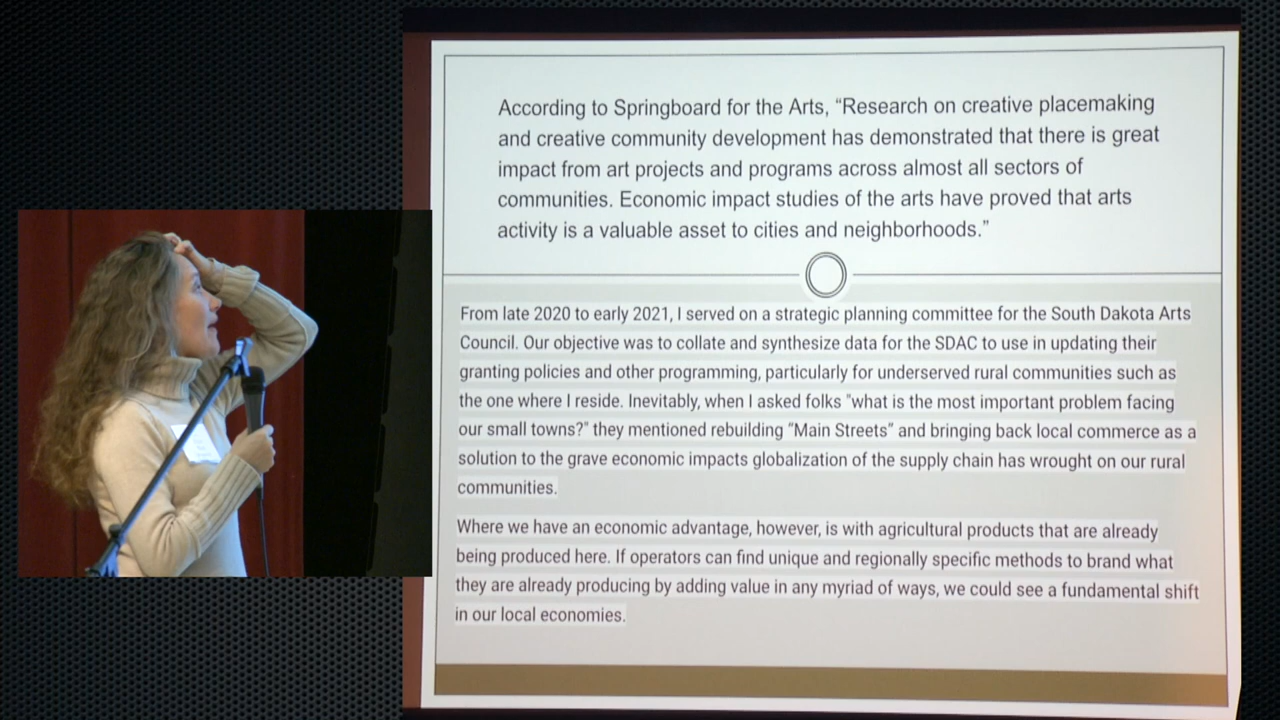 According to Springboard for the Arts, “Research on creative placemaking
and creative community development has demonstrated that there is great
impact from art projects and programs across almost all sectors of
communities. Economic impact studies of the arts have proved that arts
activity is a valuable asset to cities and neighborhoods.”
From late 2020 to early 2021, I served on a strategic planning committee for the South Dakota Arts
Council. Our objective was to collate and synthesize data for the SDAC to use in updating their
granting policies and other programming, particularly for underserved rural communities such as
the one where I reside. Inevitably, when I asked folks "what is the most important problem facing
our small towns?" they mentioned rebuilding “Main Streets” and bringing back local commerce as a
solution to the grave economic impacts globalization of the supply chain has wrought on our rural
communities.
Where we have an economic advantage, however, is with agricultural products that are already
being produced here. If operators can find unique and regionally specific methods to brand what
they are already producing by adding value in any myriad of ways, we could see a fundamental shift
in our local economies.